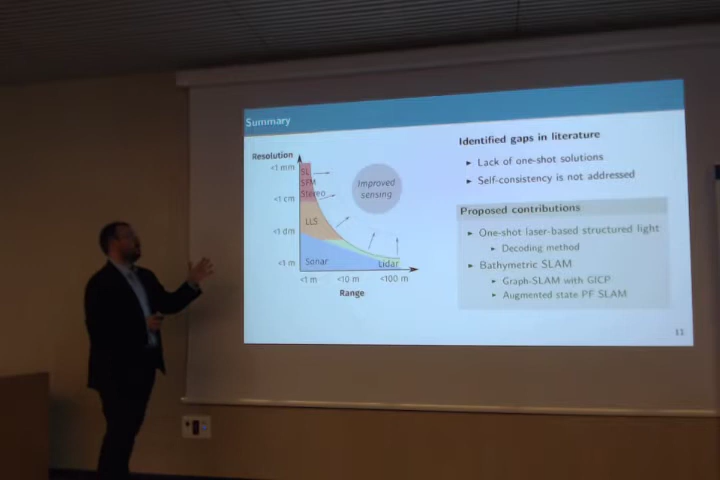 Summary
Resolution
<1 mm
<1 cm
<1 dm
<1 m
SL
SFM
Stereo
LLS
Sonar
Lidar
Improved
sensing
<1 m
<10 m
<100 m
Range
Identified gaps in literature
Lack of one-shot solutions
Self-consistency is not addressed
Proposed contributions
One-shot laser-based structured light
Decoding method
Bathymetric SLAM
Graph-SLAM with GICP
Augmented state PF SLAM
11